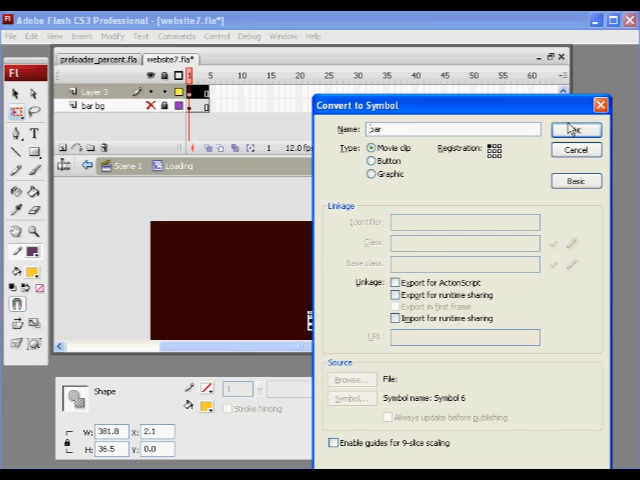 Adobe Flash CS3 Professional - [website7.fla*]
File Edit View Insert Modify Text Commands Control Debug Window Help
preloader_percent.fla website7.fla*
1 5 10 15 20 25 30 35 40 45 50 55 60
Layer 3
bar bg
1 12.0 fps
Scene 1 Loading
Fl
Convert to Symbol
Name: bar
OK
Type: Movie clip Registration:
Cancel
Button
Graphic
Basic
Linkage
Identifier:
Class:
Base class:
Linkage: Export for ActionScript
Export for runtime sharing
Export in first frame
Import for runtime sharing
URL:
Source
Browse... File:
Symbol... Symbol name: Symbol 6
Always update before publishing
Enable guides for 9-slice scaling
Shape
1
Stroke hinting
W: 381.8 X: 2.1
H: 36.5 Y: 0.0